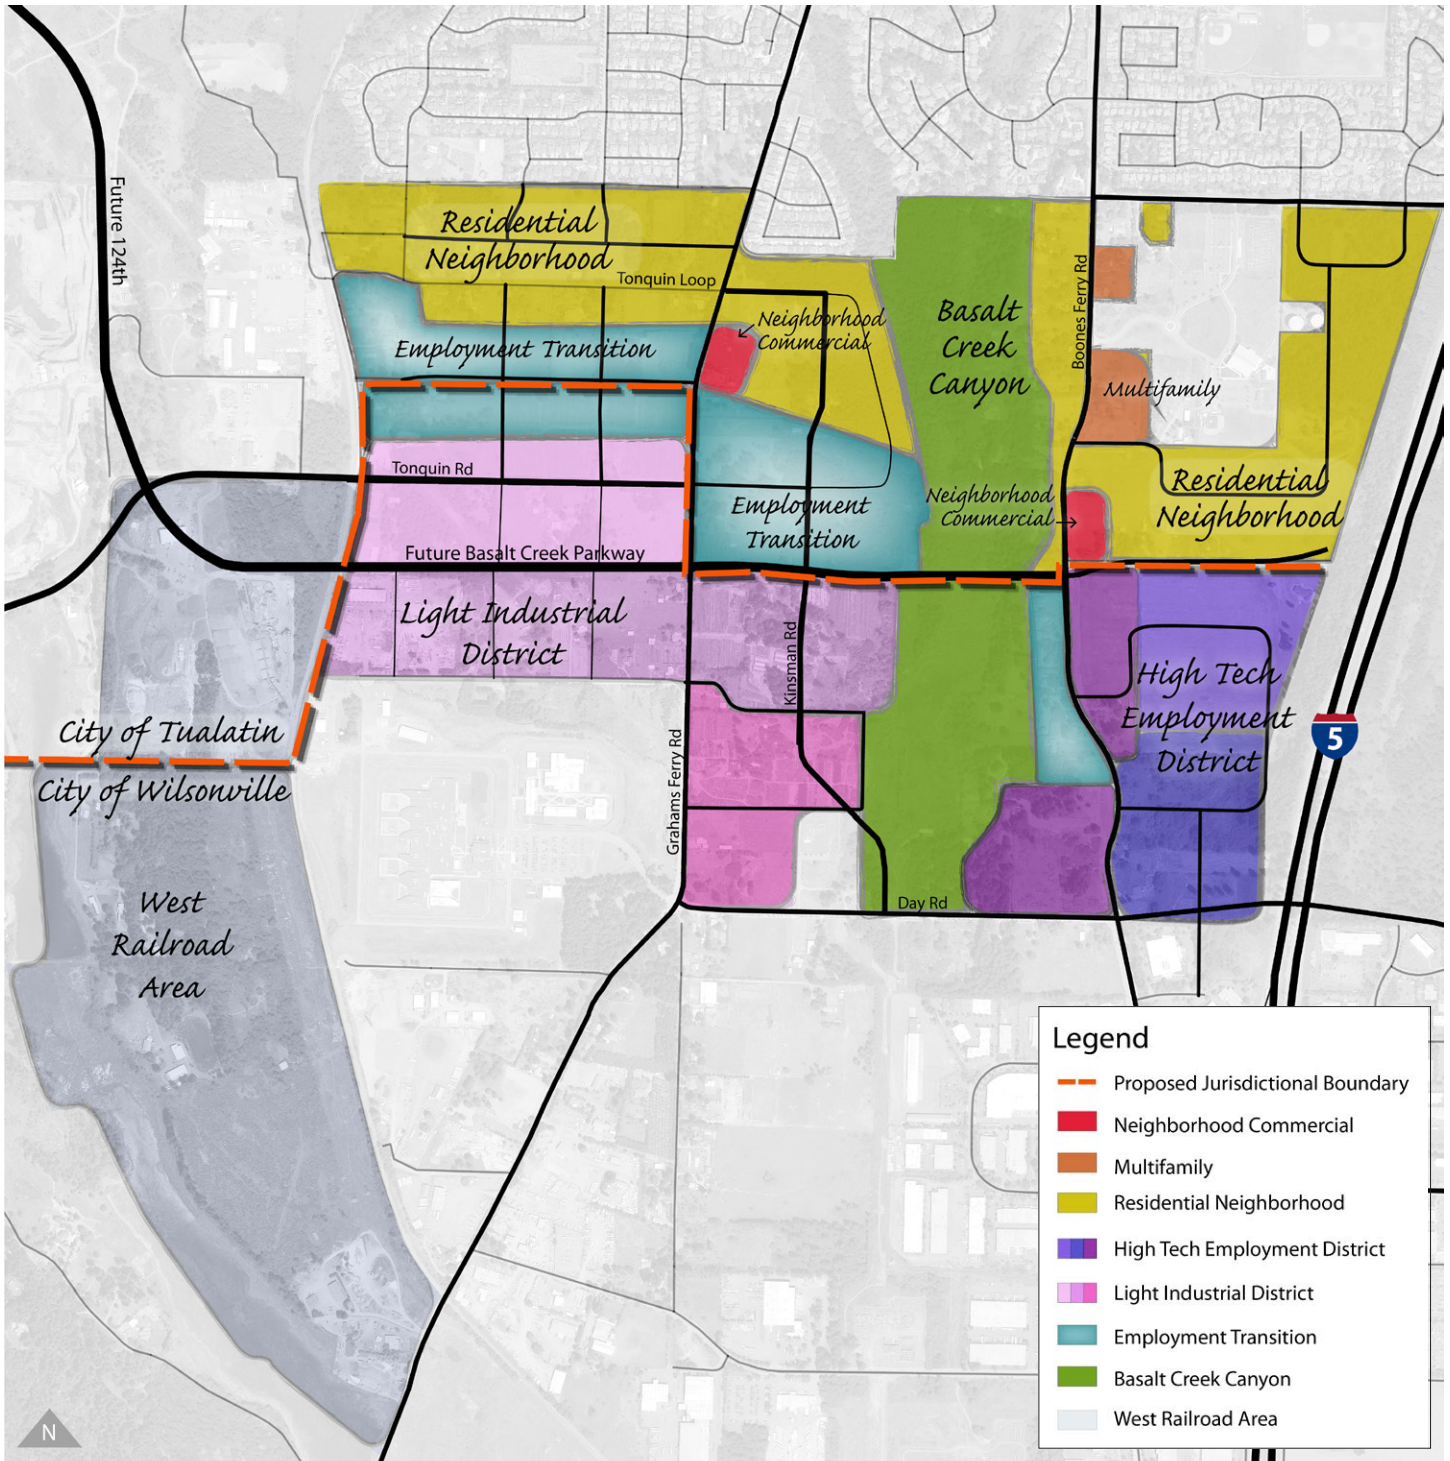 Future 124th
Residential
Neighborhood
Tonquin Loop
Neighborhood
Commercial
Employment Transition
Basalt
Creek
Canyon
Boones Ferry Rd
Multifamily
Tonquin Rd
Employment
Transition
Neighborhood
Commercial
Residential
Neighborhood
Future Basalt Creek Parkway
Light Industrial
District
Kinsman Rd
High Tech
Employment
District
5
City of Tualatin
City of Wilsonville
Grahams Ferry Rd
West
Railroad
Area
Day Rd
Legend
Proposed Jurisdictional Boundary
Neighborhood Commercial
Multifamily
Residential Neighborhood
High Tech Employment District
Light Industrial District
Employment Transition
Basalt Creek Canyon
West Railroad Area
N